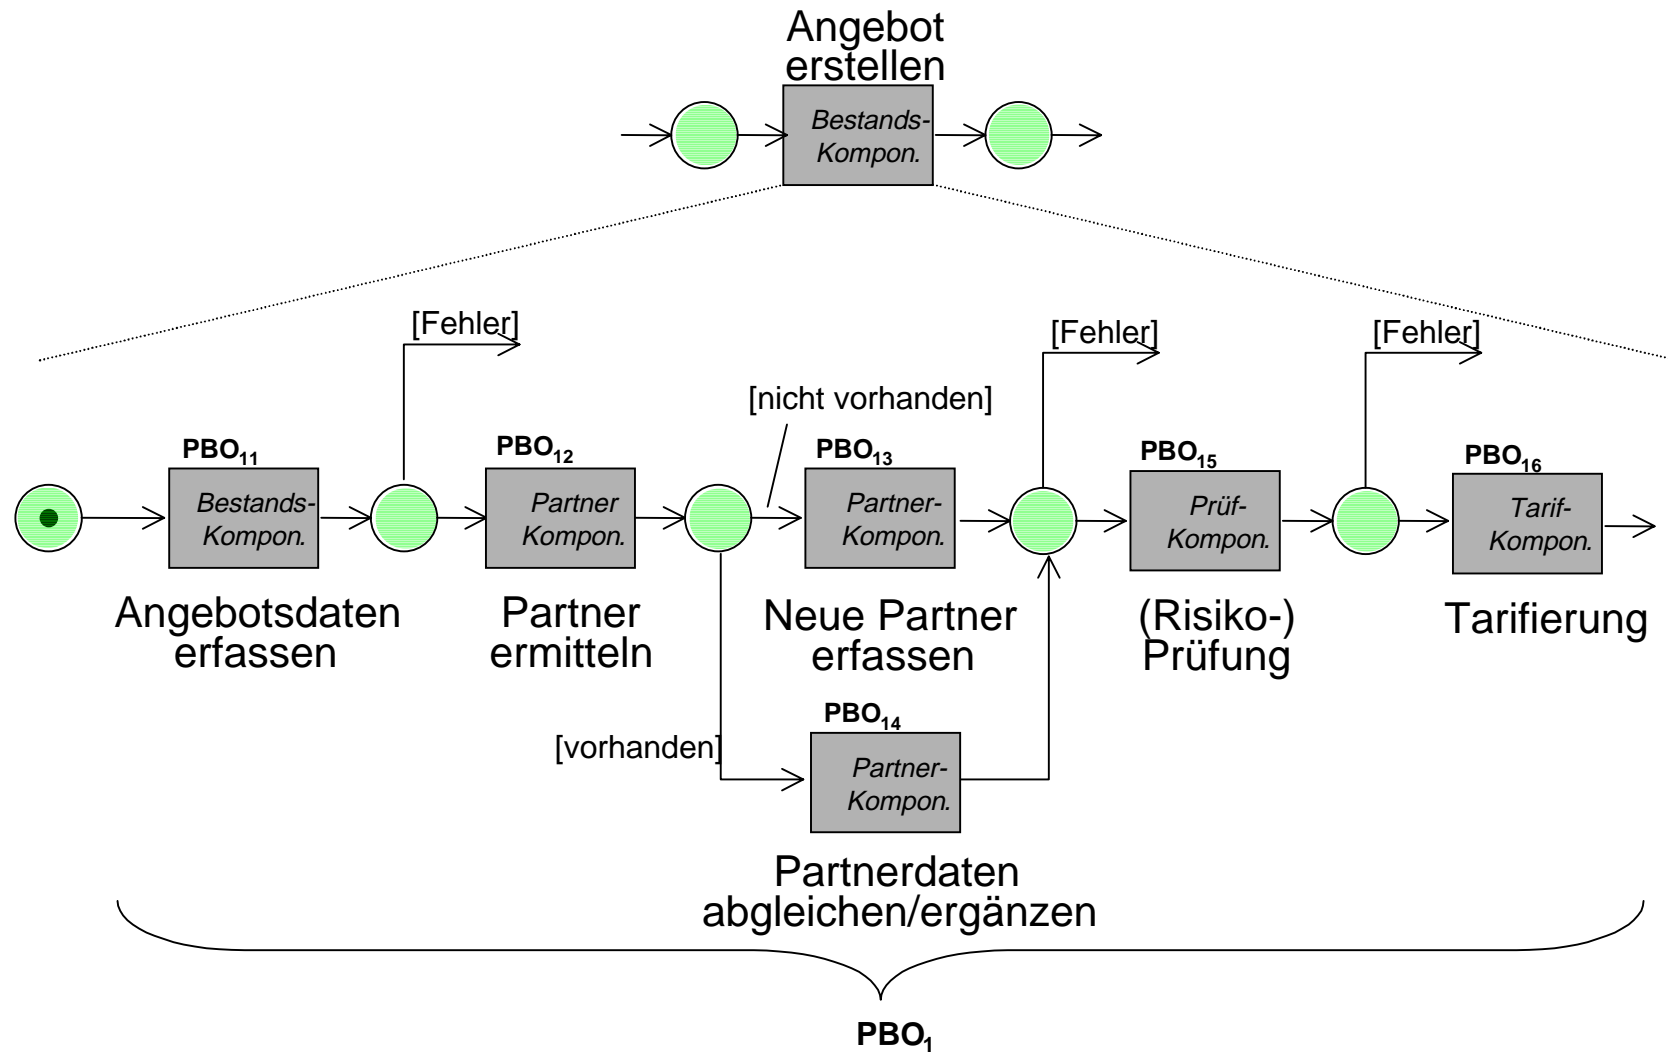 Angebot
erstellen
Bestands-
Kompon.
[Fehler]
[Fehler]
[Fehler]
[nicht vorhanden]
PBO11
PBO12
PBO13
PBO15
PBO16
Bestands-
Kompon.
Partner
Kompon.
Partner-
Kompon.
Prüf-
Kompon.
Tarif-
Kompon.
Angebotsdaten
erfassen
Partner
ermitteln
Neue Partner
erfassen
(Risiko-)
Prüfung
Tarifierung
[vorhanden]
PBO14
Partner-
Kompon.
Partnerdaten
abgleichen/ergänzen
PBO1